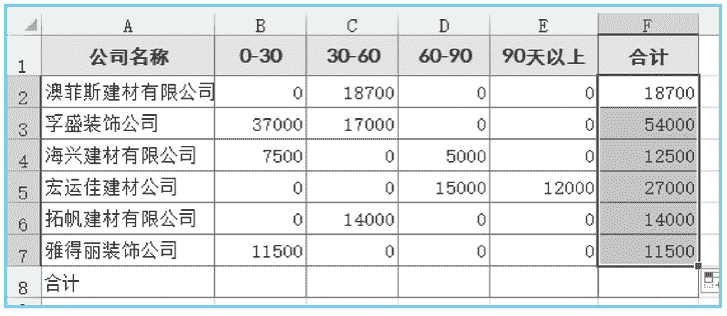 A B C D E F
1 公司名称 0-30 30-60 60-90 90天以上 合计
2 澳菲斯建材有限公司 0 18700 0 0 18700
3 孚盛装饰公司 37000 17000 0 0 54000
4 海兴建材有限公司 7500 0 5000 0 12500
5 宏运佳建材公司 0 0 15000 12000 27000
6 拓帆建材有限公司 0 14000 0 0 14000
7 雅得丽装饰公司 11500 0 0 0 11500
8 合计